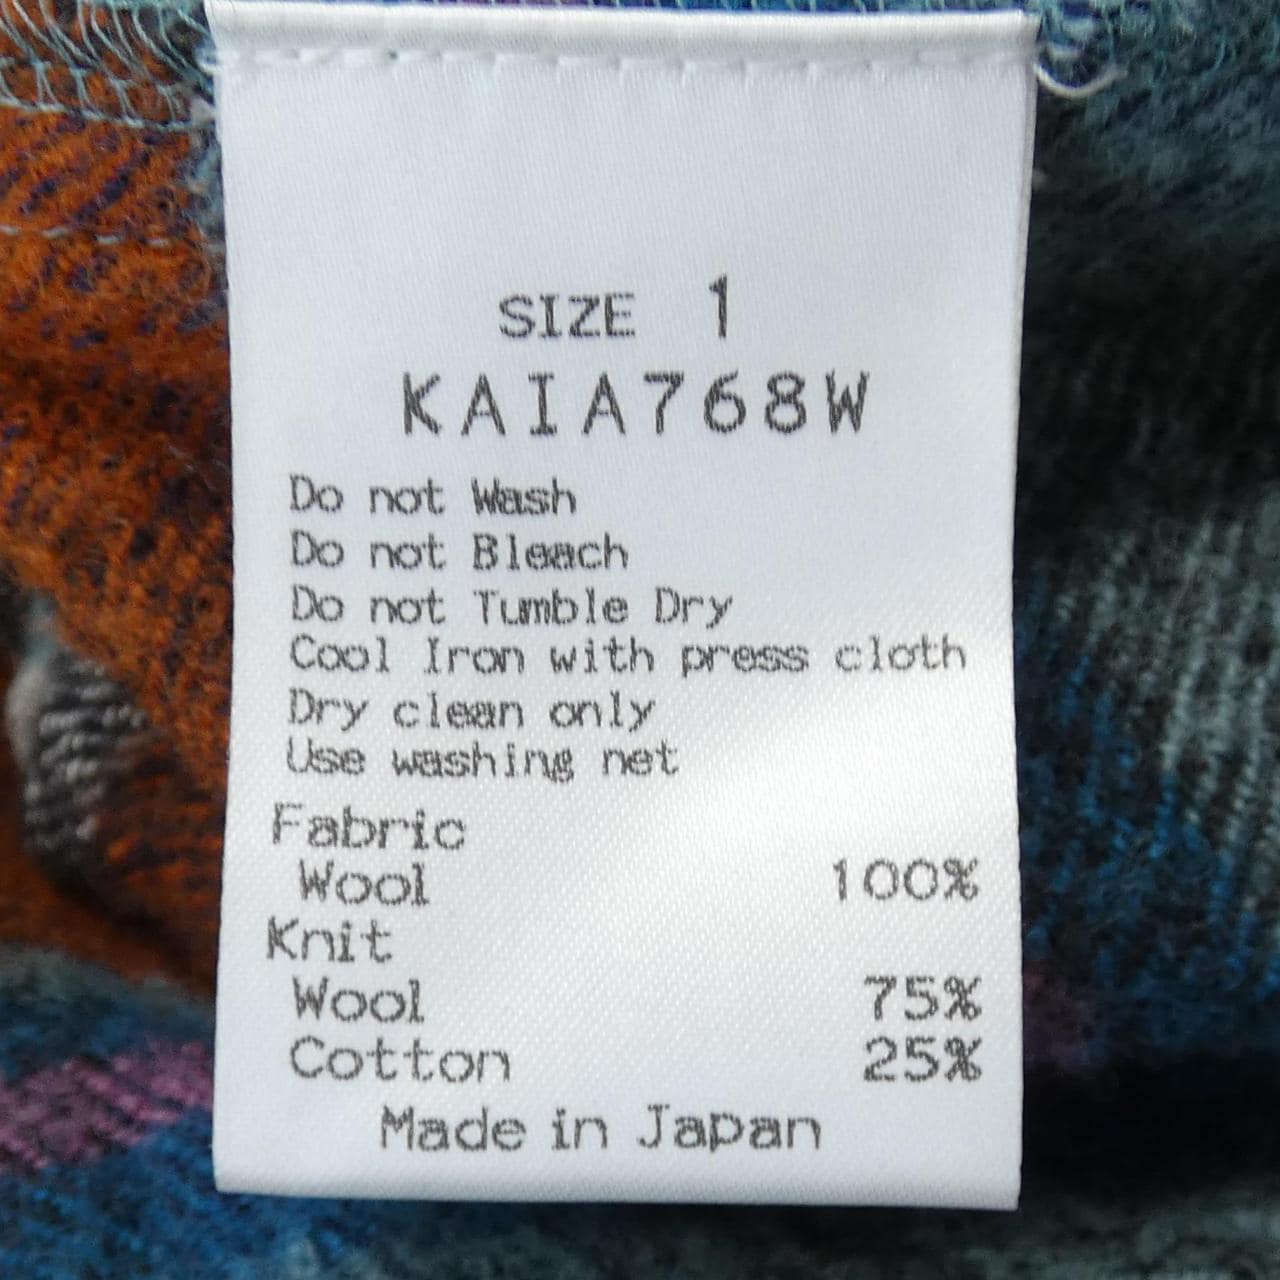 SIZE 1
KAIA768W
Do not Wash
Do not Bleach
Do not Tumble Dry
Cool Iron with press cloth
Dry clean only
Use washing net
Fabric
Wool 100%
Knit
Wool 75%
Cotton 25%
Made in Japan